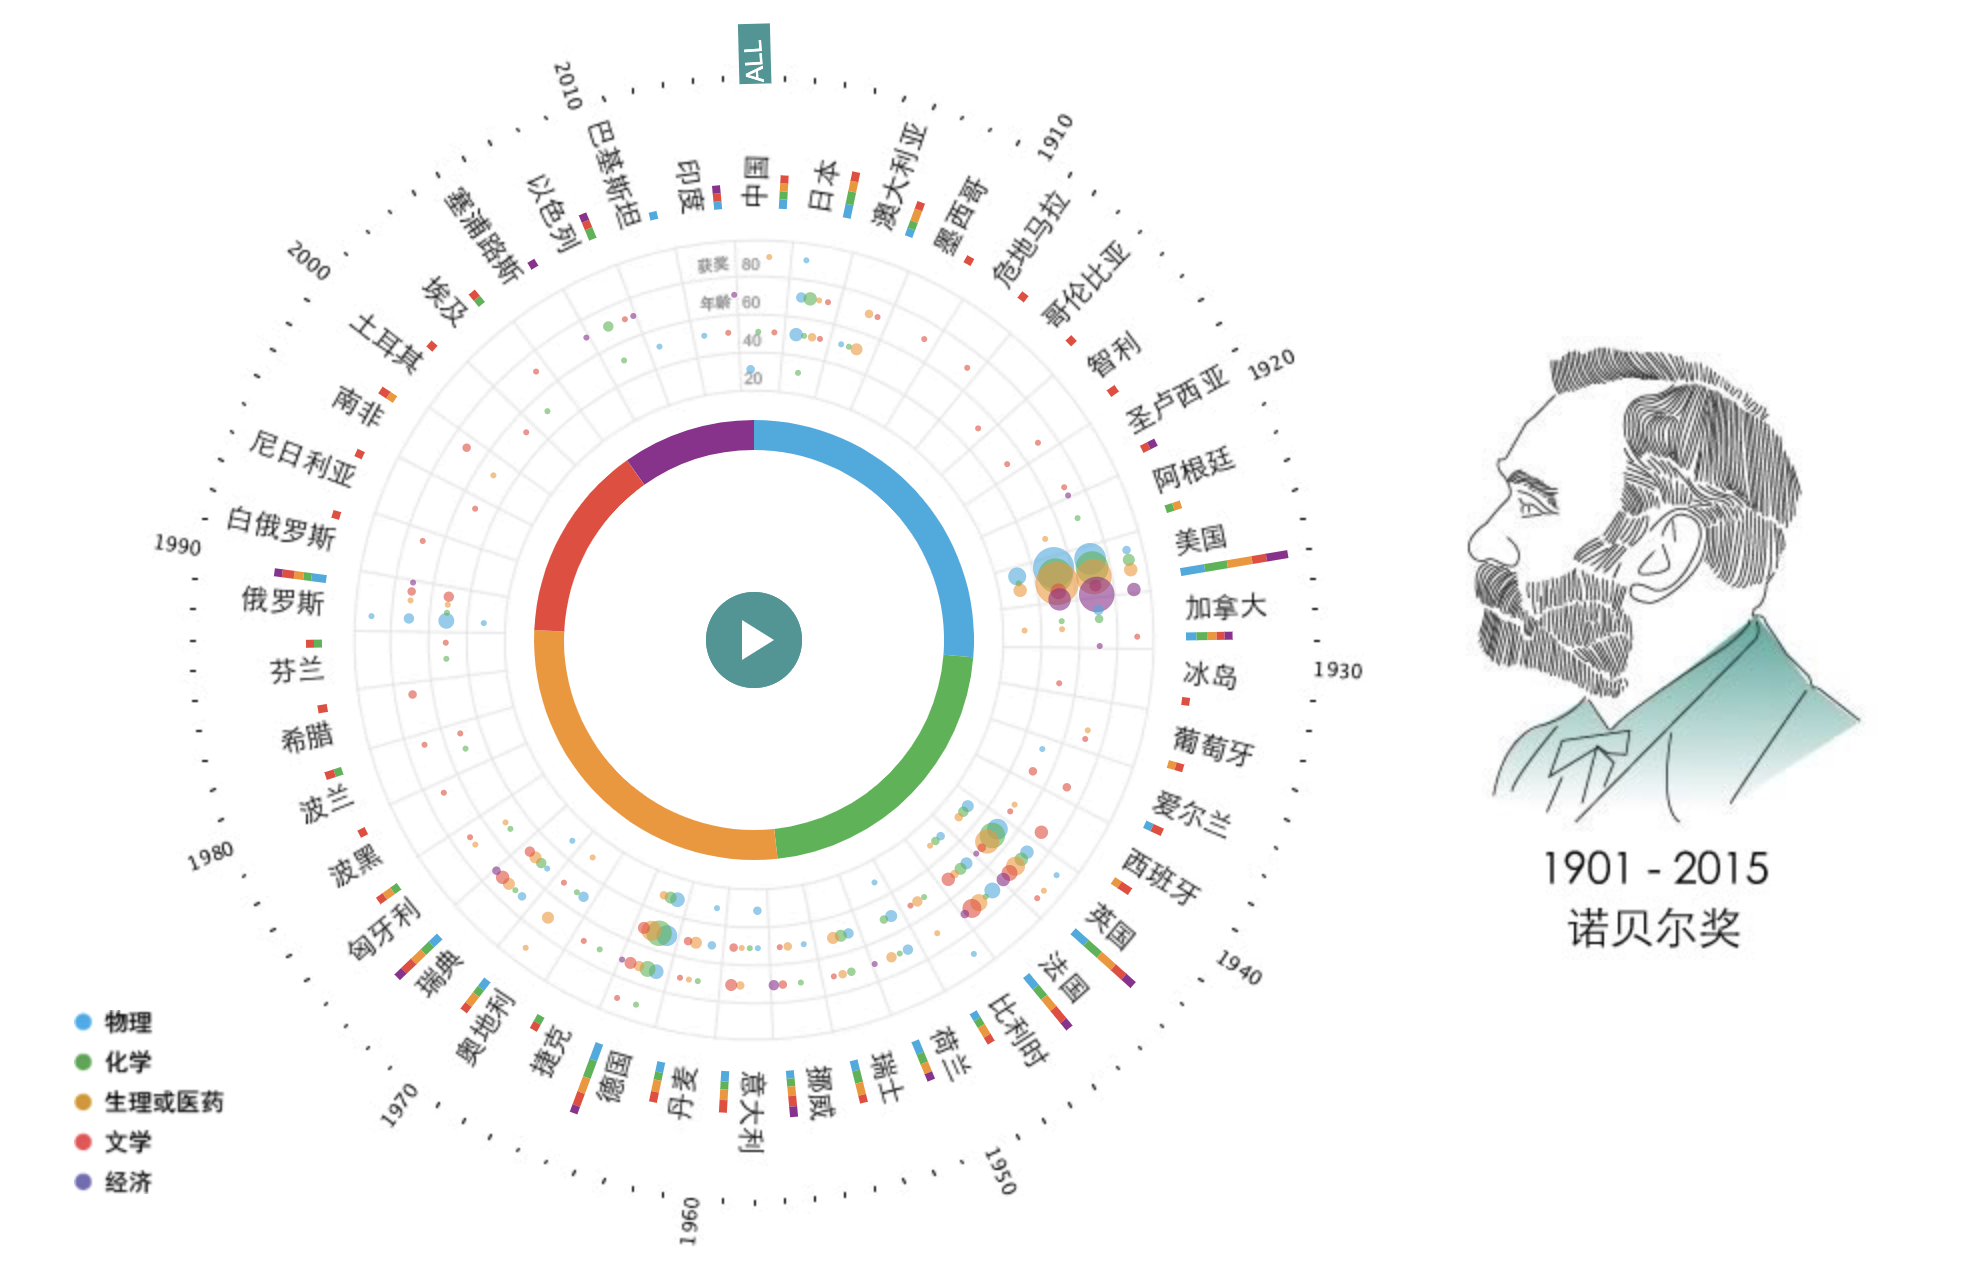 ALL
1910
1920
1930
1940
1950
1960
1970
1980
1990
2000
2010
中国
日本
澳大利亚
墨西哥
危地马拉
哥伦比亚
智利
圣卢西亚
阿根廷
美国
加拿大
冰岛
葡萄牙
爱尔兰
西班牙
英国
法国
比利时
荷兰
瑞士
挪威
意大利
丹麦
德国
捷克
奥地利
瑞典
匈牙利
波黑
波兰
希腊
芬兰
俄罗斯
白俄罗斯
尼日利亚
南非
土耳其
埃及
塞浦路斯
以色列
巴基斯坦
印度
获奖 80
年龄 60
40
20
物理
化学
生理或医药
文学
经济
1901 - 2015
诺贝尔奖